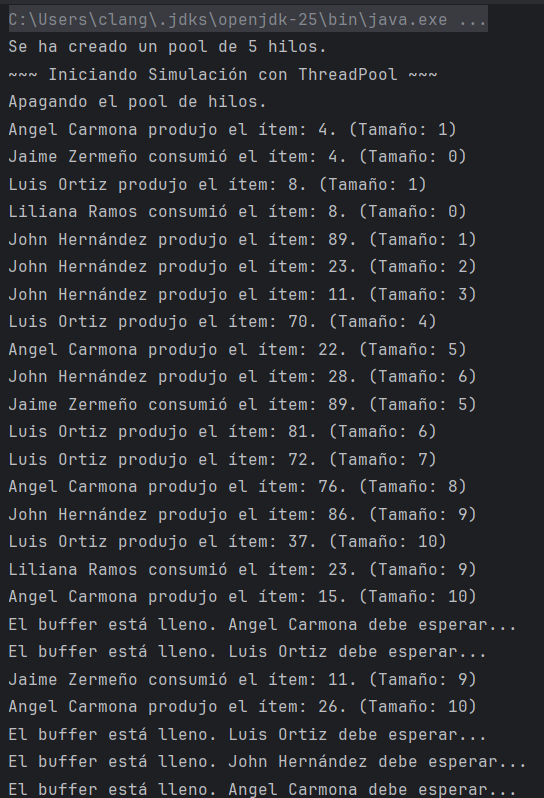 C:\Users\clang\.jdks\openjdk-25\bin\java.exe ...
Se ha creado un pool de 5 hilos.
~~~ Iniciando Simulación con ThreadPool ~~~
Apagando el pool de hilos.
Angel Carmona produjo el ítem: 4. (Tamaño: 1)
Jaime Zermeño consumió el ítem: 4. (Tamaño: 0)
Luis Ortiz produjo el ítem: 8. (Tamaño: 1)
Liliana Ramos consumió el ítem: 8. (Tamaño: 0)
John Hernández produjo el ítem: 89. (Tamaño: 1)
John Hernández produjo el ítem: 23. (Tamaño: 2)
John Hernández produjo el ítem: 11. (Tamaño: 3)
Luis Ortiz produjo el ítem: 70. (Tamaño: 4)
Angel Carmona produjo el ítem: 22. (Tamaño: 5)
John Hernández produjo el ítem: 28. (Tamaño: 6)
Jaime Zermeño consumió el ítem: 89. (Tamaño: 5)
Luis Ortiz produjo el ítem: 81. (Tamaño: 6)
Luis Ortiz produjo el ítem: 72. (Tamaño: 7)
Angel Carmona produjo el ítem: 76. (Tamaño: 8)
John Hernández produjo el ítem: 86. (Tamaño: 9)
Luis Ortiz produjo el ítem: 37. (Tamaño: 10)
Liliana Ramos consumió el ítem: 23. (Tamaño: 9)
Angel Carmona produjo el ítem: 15. (Tamaño: 10)
El buffer está lleno. Angel Carmona debe esperar...
El buffer está lleno. Luis Ortiz debe esperar...
Jaime Zermeño consumió el ítem: 11. (Tamaño: 9)
Angel Carmona produjo el ítem: 26. (Tamaño: 10)
El buffer está lleno. Luis Ortiz debe esperar...
El buffer está lleno. John Hernández debe esperar...
El buffer está lleno. Angel Carmona debe esperar...